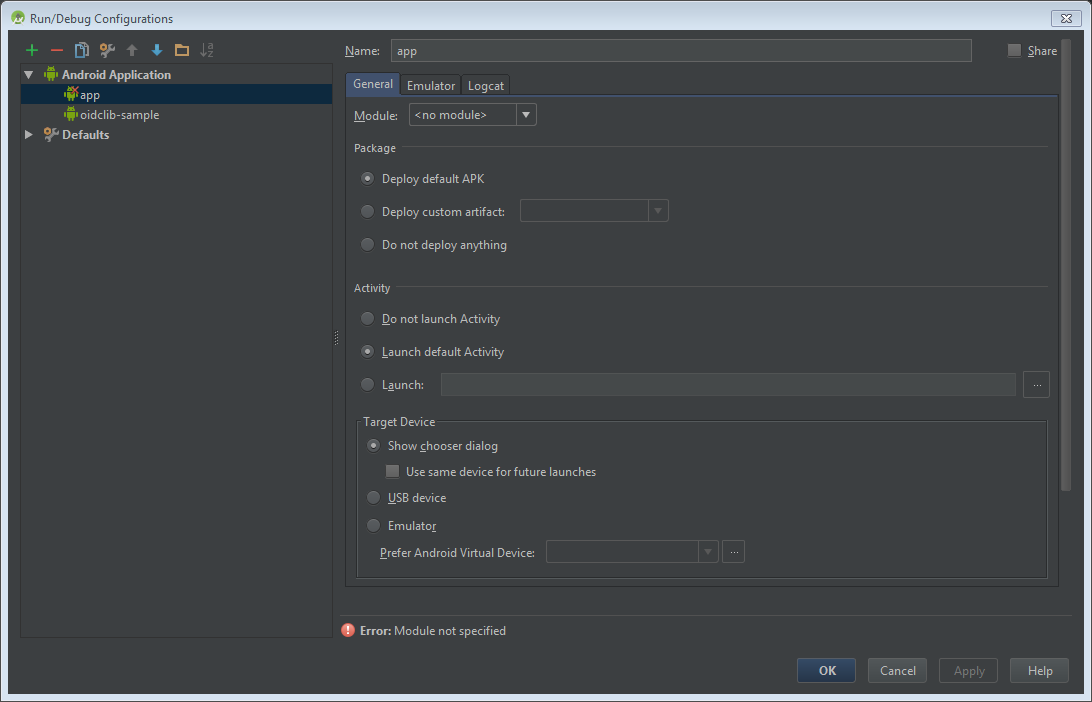 Run/Debug Configurations
Name: app Share
Android Application
app
oidclib-sample
Defaults
General Emulator Logcat
Module: <no module>
Package
Deploy default APK
Deploy custom artifact:
Do not deploy anything
Activity
Do not launch Activity
Launch default Activity
Launch: ...
Target Device
Show chooser dialog
Use same device for future launches
USB device
Emulator
Prefer Android Virtual Device: ...
Error: Module not specified
OK Cancel Apply Help